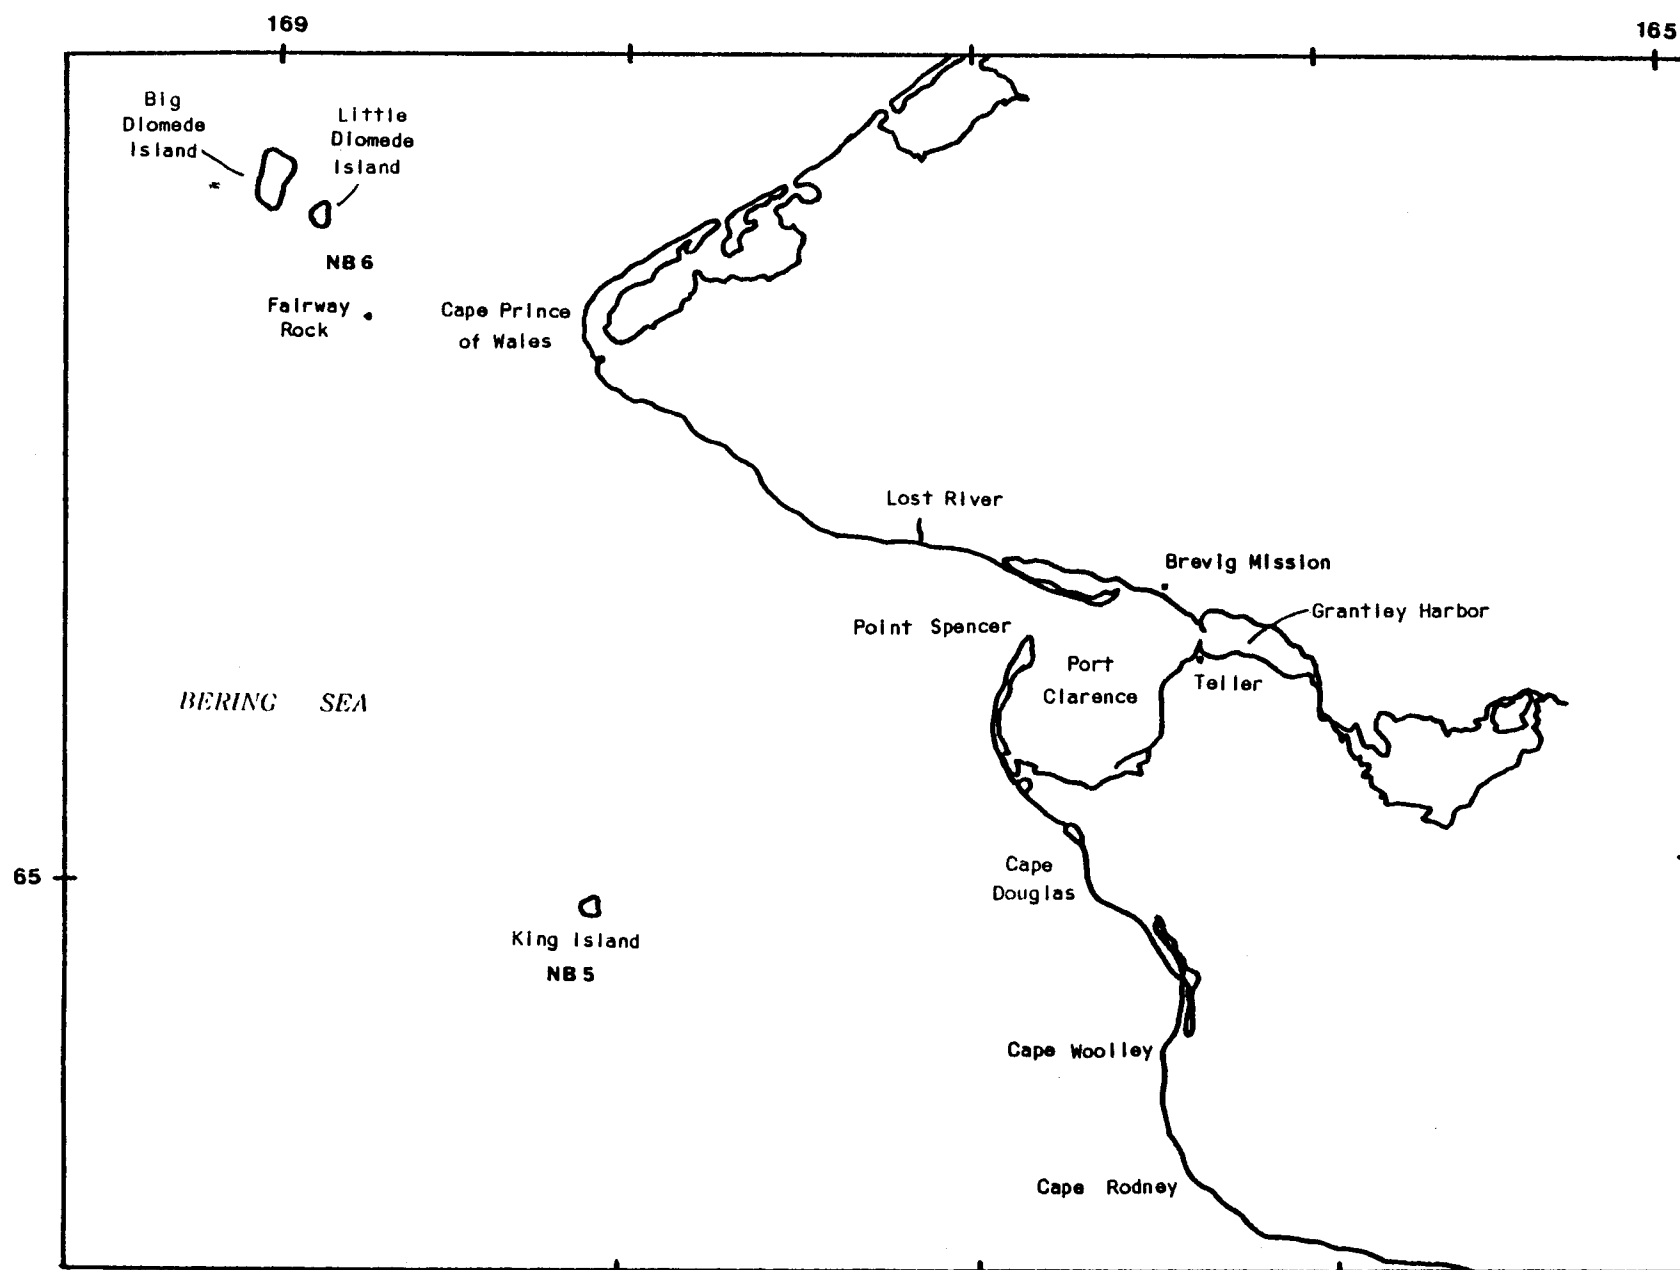 169
165
Big
Diomede
Island
Little
Diomede
Island
NB6
Fairway
Rock
Cape Prince
of Wales
Lost River
Brevig Mission
Grantley Harbor
Point Spencer
Port
Clarence
Teller
BERING SEA
65
Cape
Douglas
King Island
NB5
Cape Woolley
Cape Rodney